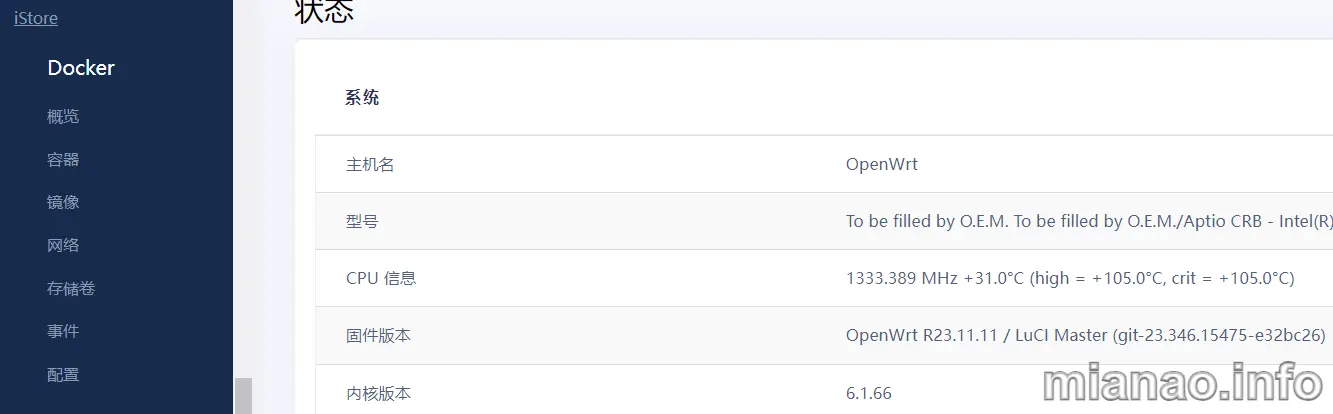 iStore
Docker
概览
容器
镜像
网络
存储卷
事件
配置
状态
系统
主机名 OpenWrt
型号 To be filled by O.E.M. To be filled by O.E.M./Aptio CRB - Intel(R)
CPU 信息 1333.389 MHz +31.0°C (high = +105.0°C, crit = +105.0°C)
固件版本 OpenWrt R23.11.11 / LuCI Master (git-23.346.15475-e32bc26)
内核版本 6.1.66
mianao.info